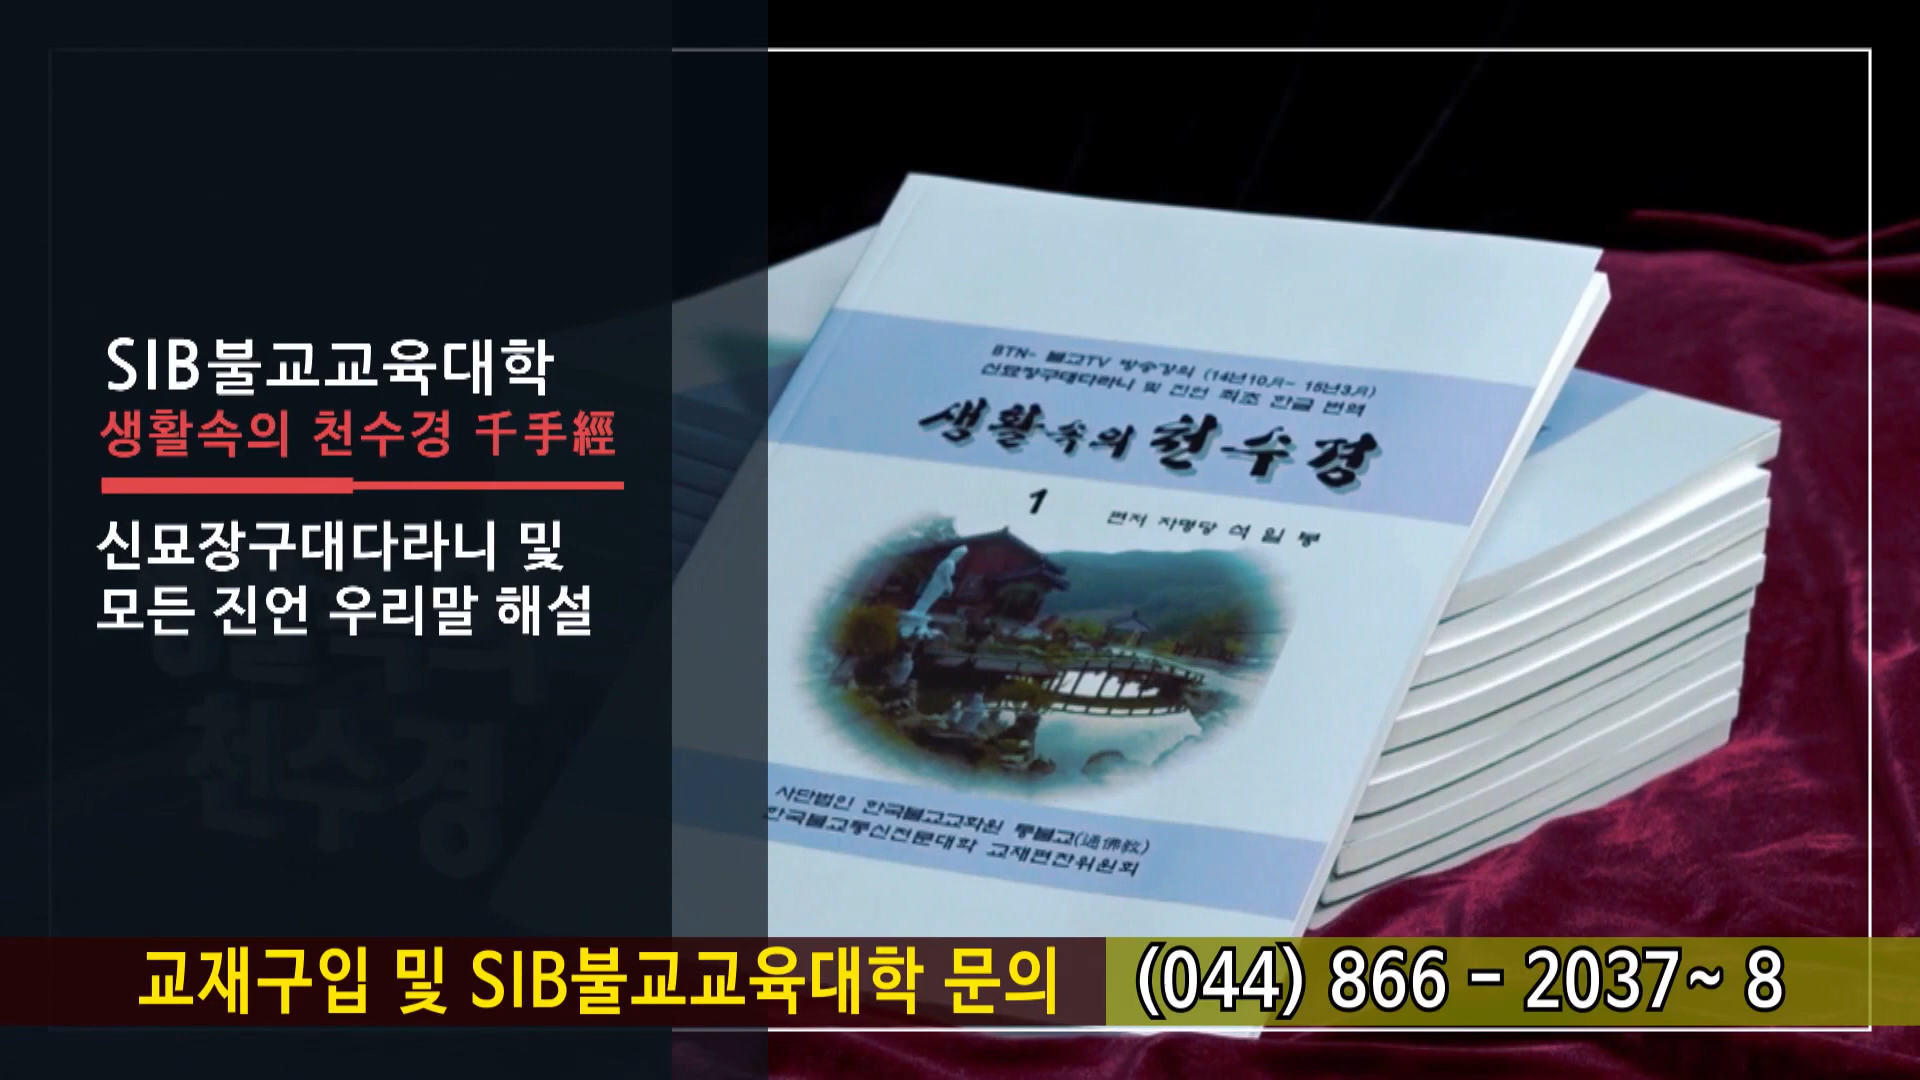 SIB불교교육대학
생활속의 천수경 千手經
신묘장구대다라니 및
모든 진언 우리말 해설
BTN- 불교TV 방송강의 (14년10月- 15년3月)
신묘장구대다라니 및 진언 최초 한글 번역
생활속의 천수경
1
편저 자명당 석 일 봉
사단법인 한국불교교화원 통불교(通佛敎)
한국불교통신전문대학 교재편찬위원회
천수경
교재구입 및 SIB불교교육대학 문의
(044) 866 - 2037~ 8